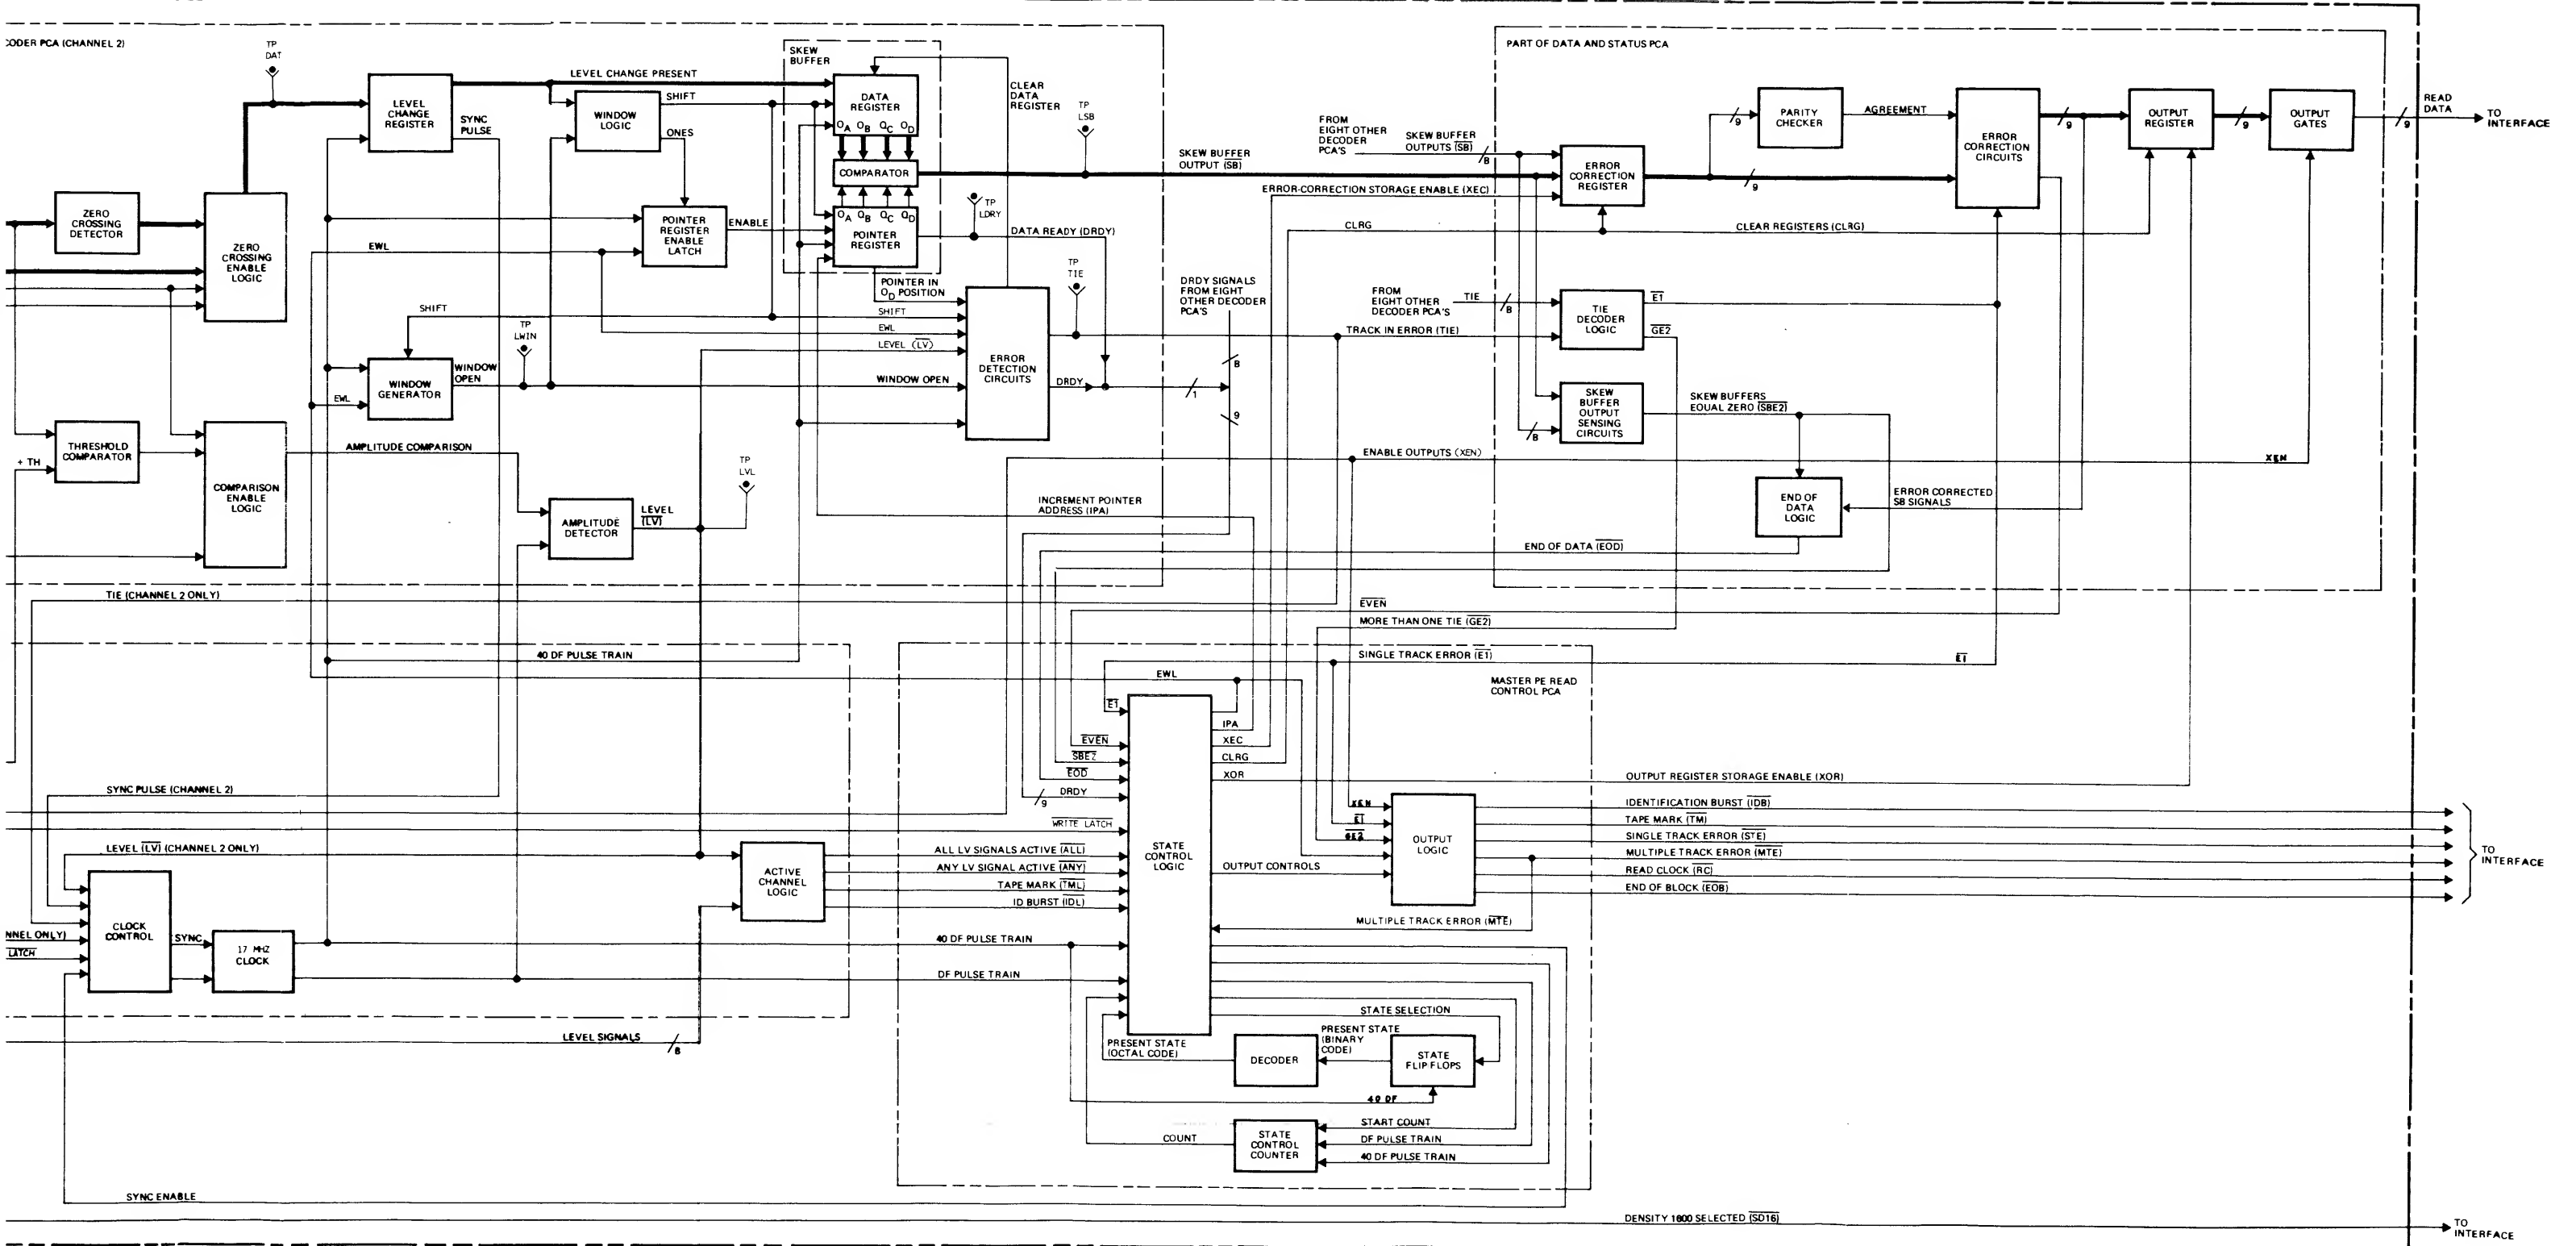 CODER PCA (CHANNEL 2)
TP
DAT
LEVEL
CHANGE
REGISTER
SYNC
PULSE
LEVEL CHANGE PRESENT
WINDOW
LOGIC
SHIFT
ONES
SKEW
BUFFER
DATA
REGISTER
OA OB QC OD
COMPARATOR
OA QB QC QD
POINTER
REGISTER
CLEAR
DATA
REGISTER
TP
LSB
TP
LDRY
DATA READY (DRDY)
POINTER IN
OD POSITION
ZERO
CROSSING
DETECTOR
ZERO
CROSSING
ENABLE
LOGIC
POINTER
REGISTER
ENABLE
LATCH
ENABLE
EWL
SHIFT
TP
LWIN
WINDOW
GENERATOR
WINDOW
OPEN
EWL
SHIFT
EWL
LEVEL (LV)
WINDOW OPEN
ERROR
DETECTION
CIRCUITS
TP
TIE
DRDY
1
DRDY SIGNALS
FROM EIGHT
OTHER DECODER
PCA'S
8
9
THRESHOLD
COMPARATOR
+ TH
COMPARISON
ENABLE
LOGIC
AMPLITUDE COMPARISON
AMPLITUDE
DETECTOR
LEVEL
(LV)
TP
LVL
INCREMENT POINTER
ADDRESS (IPA)
PART OF DATA AND STATUS PCA
FROM
EIGHT OTHER
DECODER
PCA'S
SKEW BUFFER
OUTPUTS (SB)
8
SKEW BUFFER
OUTPUT (SB)
ERROR-CORRECTION STORAGE ENABLE (XEC)
ERROR
CORRECTION
REGISTER
9
9
PARITY
CHECKER
AGREEMENT
ERROR
CORRECTION
CIRCUITS
9
OUTPUT
REGISTER
9
OUTPUT
GATES
9
READ
DATA
TO
INTERFACE
CLRG
CLEAR REGISTERS (CLRG)
FROM
EIGHT OTHER
DECODER PCA'S
TIE
8
TIE
DECODER
LOGIC
E1
GE2
TRACK IN ERROR (TIE)
SKEW
BUFFER
OUTPUT
SENSING
CIRCUITS
8
SKEW BUFFERS
EQUAL ZERO (SBEZ)
ENABLE OUTPUTS (XEN)
XEN
END OF
DATA
LOGIC
ERROR CORRECTED
SB SIGNALS
END OF DATA (EOD)
TIE (CHANNEL 2 ONLY)
EVEN
MORE THAN ONE TIE (GE2)
40 DF PULSE TRAIN
SINGLE TRACK ERROR (E1)
E1
EWL
MASTER PE READ
CONTROL PCA
E1
EVEN
SBEZ
EOD
DRDY
9
WRITE LATCH
IPA
XEC
CLRG
XOR
OUTPUT REGISTER STORAGE ENABLE (XOR)
SYNC PULSE (CHANNEL 2)
LEVEL (LV) (CHANNEL 2 ONLY)
ACTIVE
CHANNEL
LOGIC
ALL LV SIGNALS ACTIVE (ALL)
ANY LV SIGNAL ACTIVE (ANY)
TAPE MARK (TML)
ID BURST (IDL)
STATE
CONTROL
LOGIC
OUTPUT CONTROLS
XEN
E1
GE2
OUTPUT
LOGIC
IDENTIFICATION BURST (IDB)
TAPE MARK (TM)
SINGLE TRACK ERROR (STE)
MULTIPLE TRACK ERROR (MTE)
READ CLOCK (RC)
END OF BLOCK (EOB)
TO
INTERFACE
MULTIPLE TRACK ERROR (MTE)
CLOCK
CONTROL
NNEL ONLY)
LATCH
SYNC
17 MHZ
CLOCK
40 DF PULSE TRAIN
DF PULSE TRAIN
LEVEL SIGNALS
8
STATE SELECTION
PRESENT STATE
(OCTAL CODE)
DECODER
PRESENT STATE
(BINARY
CODE)
STATE
FLIP FLOPS
40 DF
START COUNT
DF PULSE TRAIN
40 DF PULSE TRAIN
COUNT
STATE
CONTROL
COUNTER
SYNC ENABLE
DENSITY 1600 SELECTED (SD16)
TO
INTERFACE